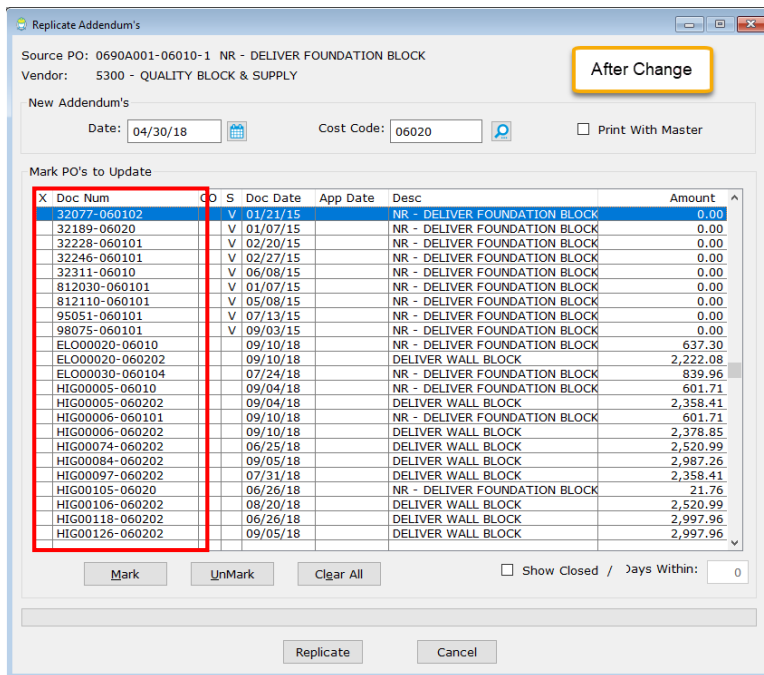 Replicate Addendum's
Source PO: 0690A001-06010-1 NR - DELIVER FOUNDATION BLOCK
Vendor: 5300 - QUALITY BLOCK & SUPPLY
After Change
New Addendum's
Date: 04/30/18 Cost Code: 06020 Print With Master
Mark PO's to Update
X Doc Num CO S Doc Date App Date Desc Amount
32077-060102 V 01/21/15 NR - DELIVER FOUNDATION BLOCK 0.00
32189-06020 V 01/07/15 NR - DELIVER FOUNDATION BLOCK 0.00
32228-060101 V 02/20/15 NR - DELIVER FOUNDATION BLOCK 0.00
32246-060101 V 02/27/15 NR - DELIVER FOUNDATION BLOCK 0.00
32311-06010 V 06/08/15 NR - DELIVER FOUNDATION BLOCK 0.00
812030-060101 V 01/07/15 NR - DELIVER FOUNDATION BLOCK 0.00
812110-060101 V 05/08/15 NR - DELIVER FOUNDATION BLOCK 0.00
95051-060101 V 07/13/15 NR - DELIVER FOUNDATION BLOCK 0.00
98075-060101 V 09/03/15 NR - DELIVER FOUNDATION BLOCK 0.00
ELO00020-06010 09/10/18 NR - DELIVER FOUNDATION BLOCK 637.30
ELO00020-060202 09/10/18 DELIVER WALL BLOCK 2,222.08
ELO00030-060104 07/24/18 NR - DELIVER FOUNDATION BLOCK 839.96
HIG00005-06010 09/04/18 NR - DELIVER FOUNDATION BLOCK 601.71
HIG00005-060202 09/04/18 DELIVER WALL BLOCK 2,358.41
HIG00006-060101 09/10/18 NR - DELIVER FOUNDATION BLOCK 601.71
HIG00006-060202 09/10/18 DELIVER WALL BLOCK 2,378.85
HIG00074-060202 06/25/18 DELIVER WALL BLOCK 2,520.99
HIG00084-060202 09/05/18 DELIVER WALL BLOCK 2,987.26
HIG00097-060202 07/31/18 DELIVER WALL BLOCK 2,358.41
HIG00105-06020 06/26/18 NR - DELIVER FOUNDATION BLOCK 21.76
HIG00106-060202 08/20/18 DELIVER WALL BLOCK 2,520.99
HIG00118-060202 06/26/18 DELIVER WALL BLOCK 2,997.96
HIG00126-060202 09/05/18 DELIVER WALL BLOCK 2,997.96
Mark UnMark Clear All Show Closed / Days Within: 0
Replicate Cancel